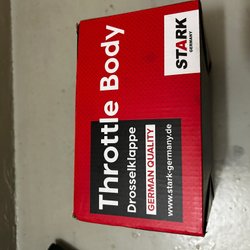 STARK
GERMANY
Throttle Body
Drosselklappe
GERMAN QUALITY
www.stark-germany.de